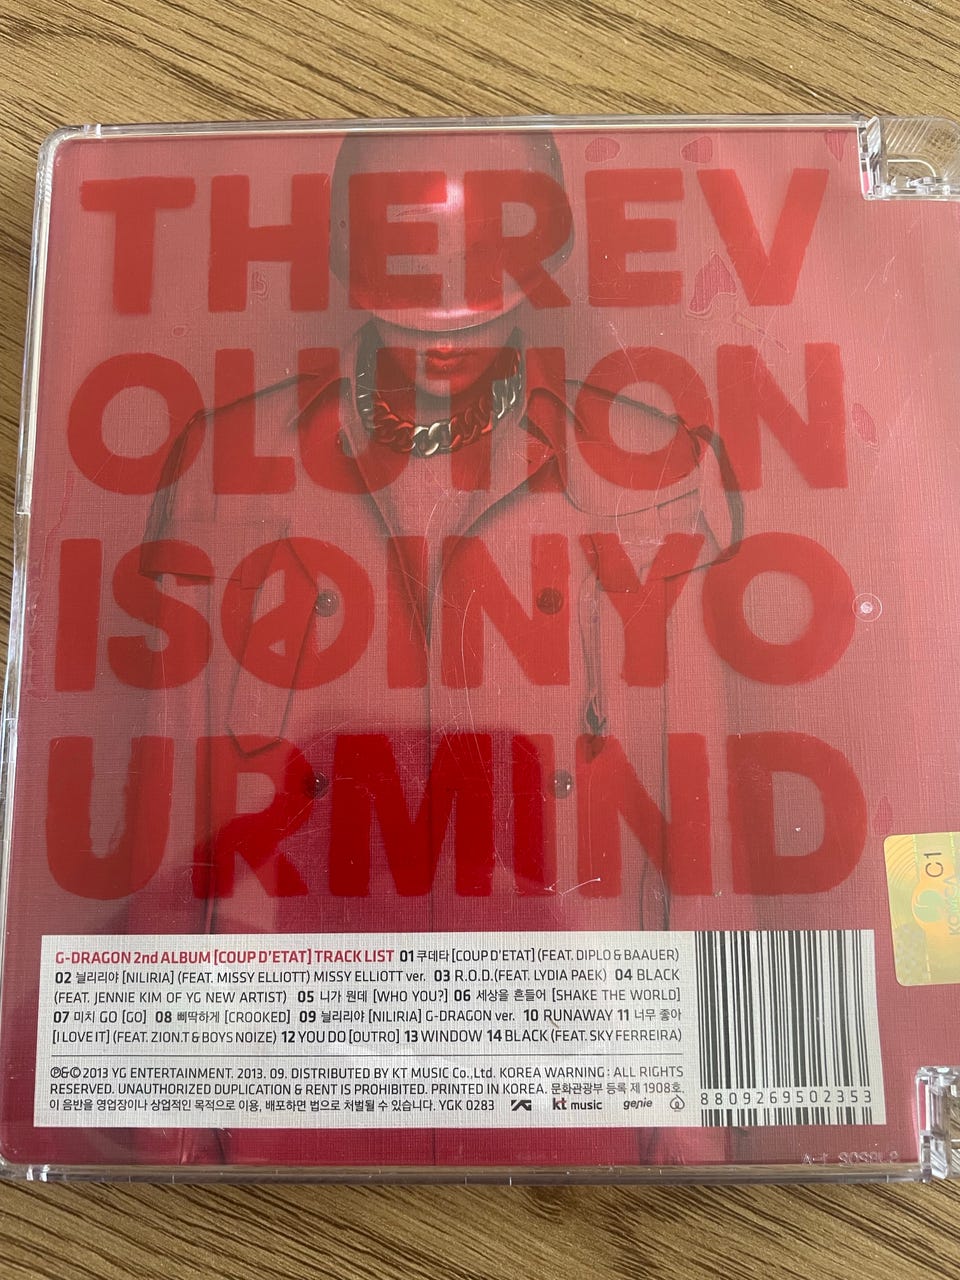 THEREV
OLUTION
ISOINYO
URMIND
G-DRAGON 2nd ALBUM [COUP D'ETAT] TRACK LIST 01 쿠데타 [COUP D'ETAT] (FEAT. DIPLO & BAAUER)
02 늴리리야 [NILIRIA] (FEAT. MISSY ELLIOTT) MISSY ELLIOTT ver. 03 R.O.D.(FEAT. LYDIA PAEK) 04 BLACK
(FEAT. JENNIE KIM OF YG NEW ARTIST) 05 니가 뭔데 [WHO YOU?] 06 세상을 흔들어 [SHAKE THE WORLD]
07 미치 GO [GO] 08 삐딱하게 [CROOKED] 09 늴리리야 [NILIRIA] G-DRAGON ver. 10 RUNAWAY 11 너무 좋아
[I LOVE IT] (FEAT. ZION.T & BOYS NOIZE) 12 YOU DO [OUTRO] 13 WINDOW 14 BLACK (FEAT. SKY FERREIRA)
℗&© 2013 YG ENTERTAINMENT. 2013. 09. DISTRIBUTED BY KT MUSIC Co.,Ltd. KOREA WARNING : ALL RIGHTS
RESERVED. UNAUTHORIZED DUPLICATION & RENT IS PROHIBITED. PRINTED IN KOREA. 문화관광부 등록 제 1908호.
이 음반을 영업장이나 상업적인 목적으로 이용, 배포하면 법으로 처벌될 수 있습니다. YGK 0283 YG kt music genie
8809269502353
C1
KOMCA